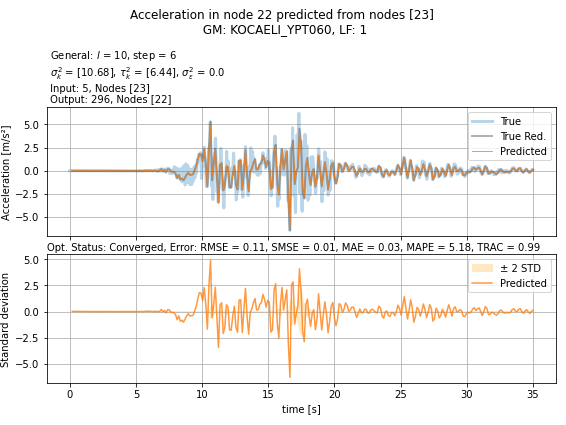 Acceleration in node 22 predicted from nodes [23]
GM: KOCAELI_YPT060, LF: 1
General: l = 10, step = 6
σ²ₖ = [10.68], τ²ₖ = [6.44], σ²ε = 0.0
Input: 5, Nodes [23]
Output: 296, Nodes [22]
Acceleration [m/s²]
5.0
2.5
0.0
−2.5
−5.0
True
True Red.
Predicted
Opt. Status: Converged, Error: RMSE = 0.11, SMSE = 0.01, MAE = 0.03, MAPE = 5.18, TRAC = 0.99
Standard deviation
5.0
2.5
0.0
−2.5
−5.0
± 2 STD
Predicted
0 5 10 15 20 25 30 35
time [s]